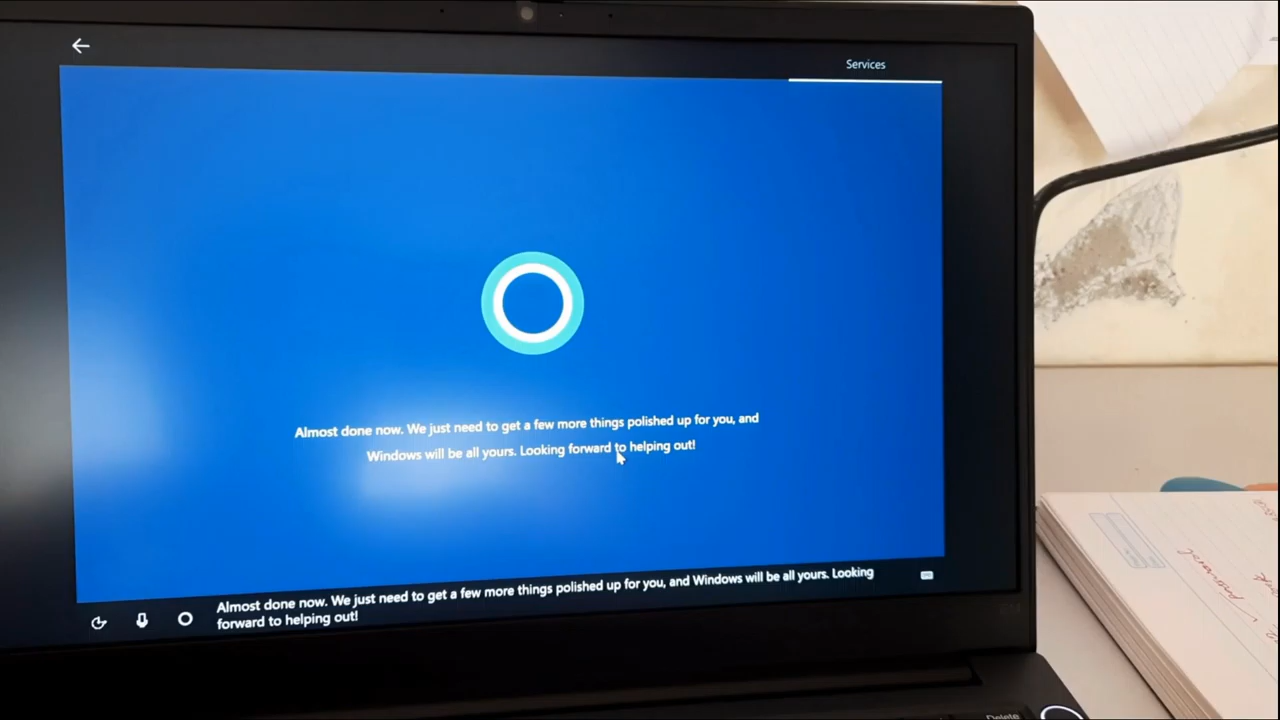 Services
Almost done now. We just need to get a few more things polished up for you, and
Windows will be all yours. Looking forward to helping out!
Almost done now. We just need to get a few more things polished up for you, and Windows will be all yours. Looking
forward to helping out!
Delete